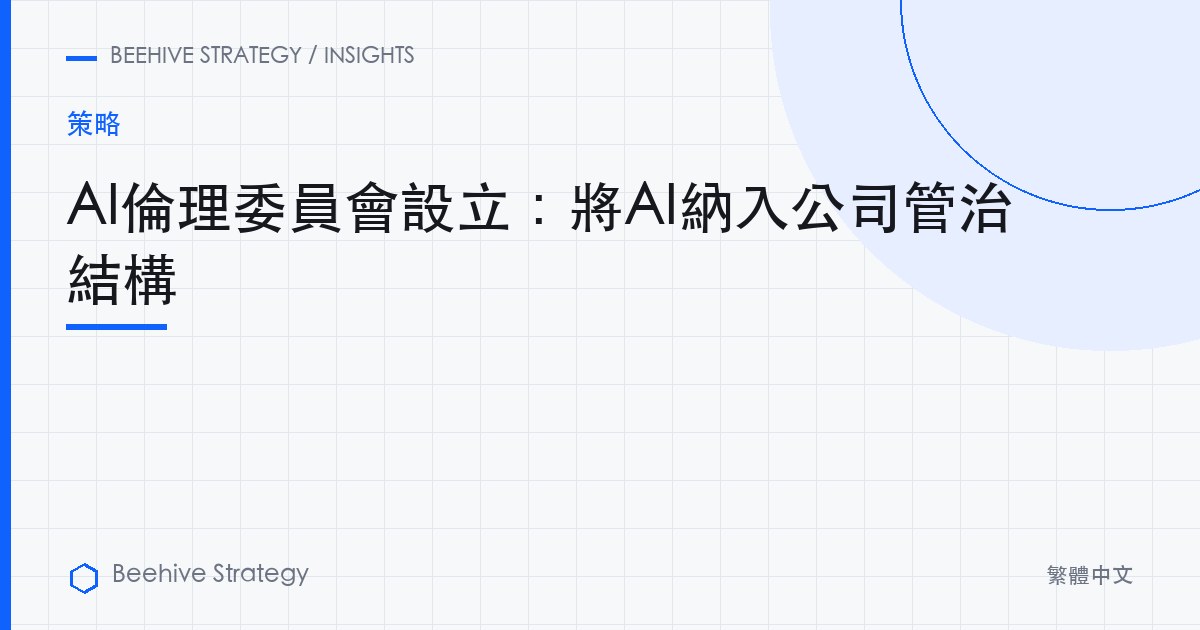 BEEHIVE STRATEGY / INSIGHTS
策略
AI倫理委員會設立：將AI納入公司管治
結構
Beehive Strategy
繁體中文